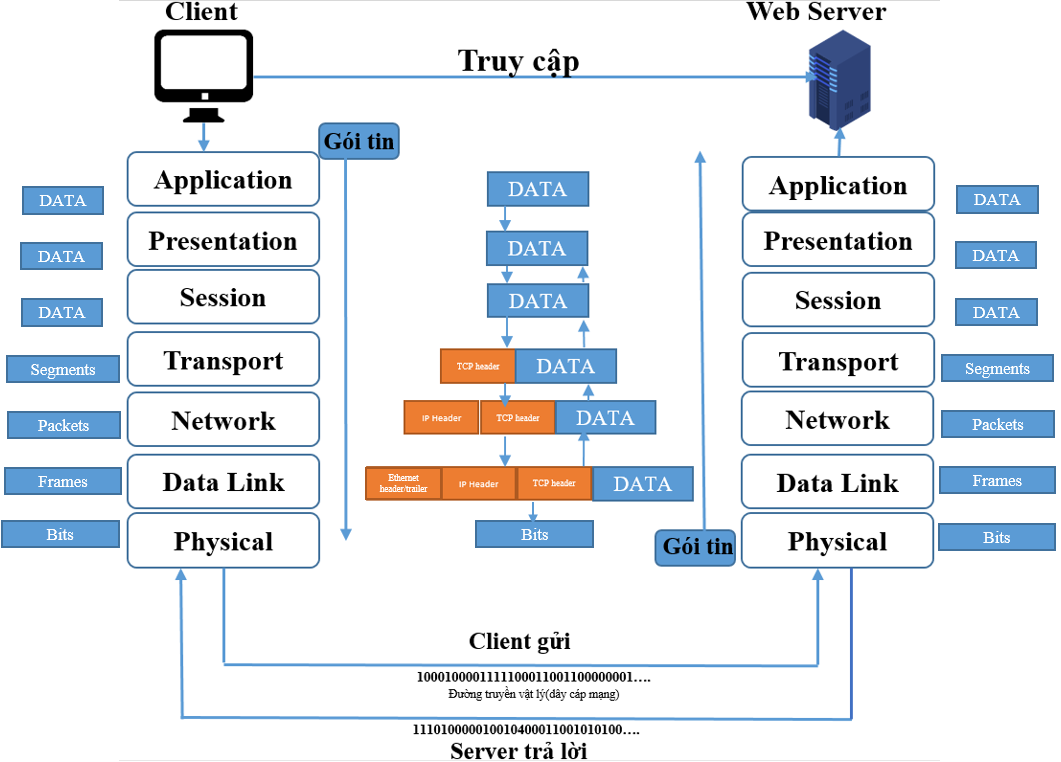 Client
Web Server
Truy cập
Gói tin
Application
Presentation
Session
Transport
Network
Data Link
Physical
DATA
DATA
DATA
Segments
Packets
Frames
Bits
DATA
DATA
DATA
TCP header
DATA
IP Header
TCP header
DATA
Ethernet
header/trailer
IP Header
TCP header
DATA
Bits
Application
Presentation
Session
Transport
Network
Data Link
Physical
Gói tin
DATA
DATA
DATA
Segments
Packets
Frames
Bits
Client gửi
1000100001111100011001100000001….
Đường truyền vật lý(dây cáp mạng)
11101000001001040001100101010​0….
Server trả lời